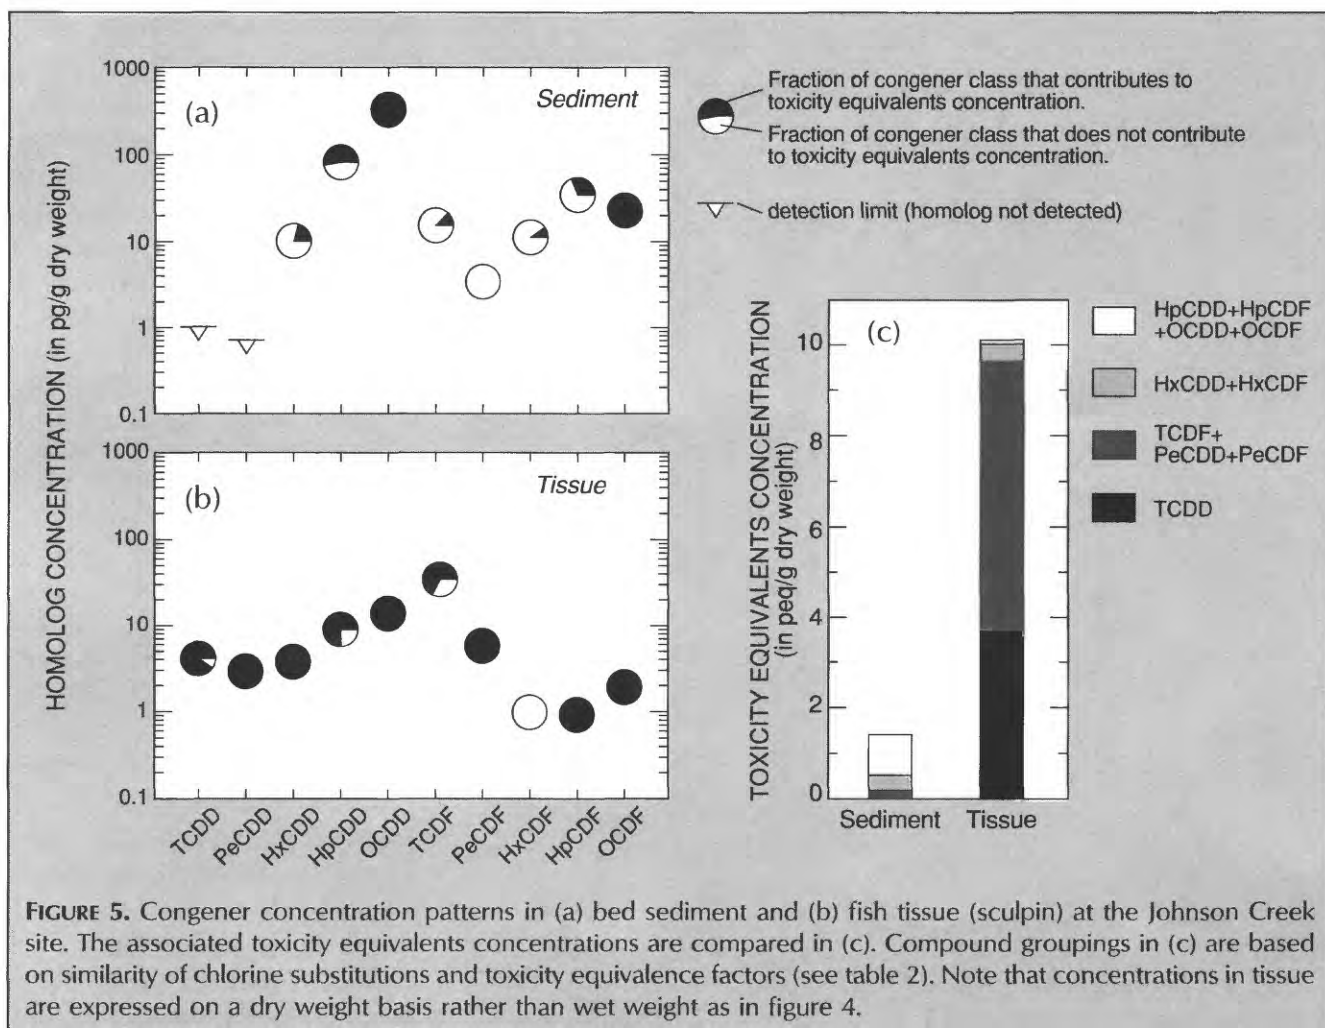 HOMOLOG CONCENTRATION (in pg/g dry weight)
1000
100
10
1
0.1
(a)
Sediment
1000
100
10
1
0.1
(b)
Tissue
TCDD
PeCDD
HxCDD
HpCDD
OCDD
TCDF
PeCDF
HxCDF
HpCDF
OCDF
Fraction of congener class that contributes to
toxicity equivalents concentration.
Fraction of congener class that does not contribute
to toxicity equivalents concentration.
detection limit (homolog not detected)
TOXICITY EQUIVALENTS CONCENTRATION
(in peq/g dry weight)
10
8
6
4
2
0
(c)
Sediment
Tissue
HpCDD+HpCDF
+OCDD+OCDF
HxCDD+HxCDF
TCDF+
PeCDD+PeCDF
TCDD
FIGURE 5. Congener concentration patterns in (a) bed sediment and (b) fish tissue (sculpin) at the Johnson Creek
site. The associated toxicity equivalents concentrations are compared in (c). Compound groupings in (c) are based
on similarity of chlorine substitutions and toxicity equivalence factors (see table 2). Note that concentrations in tissue
are expressed on a dry weight basis rather than wet weight as in figure 4.